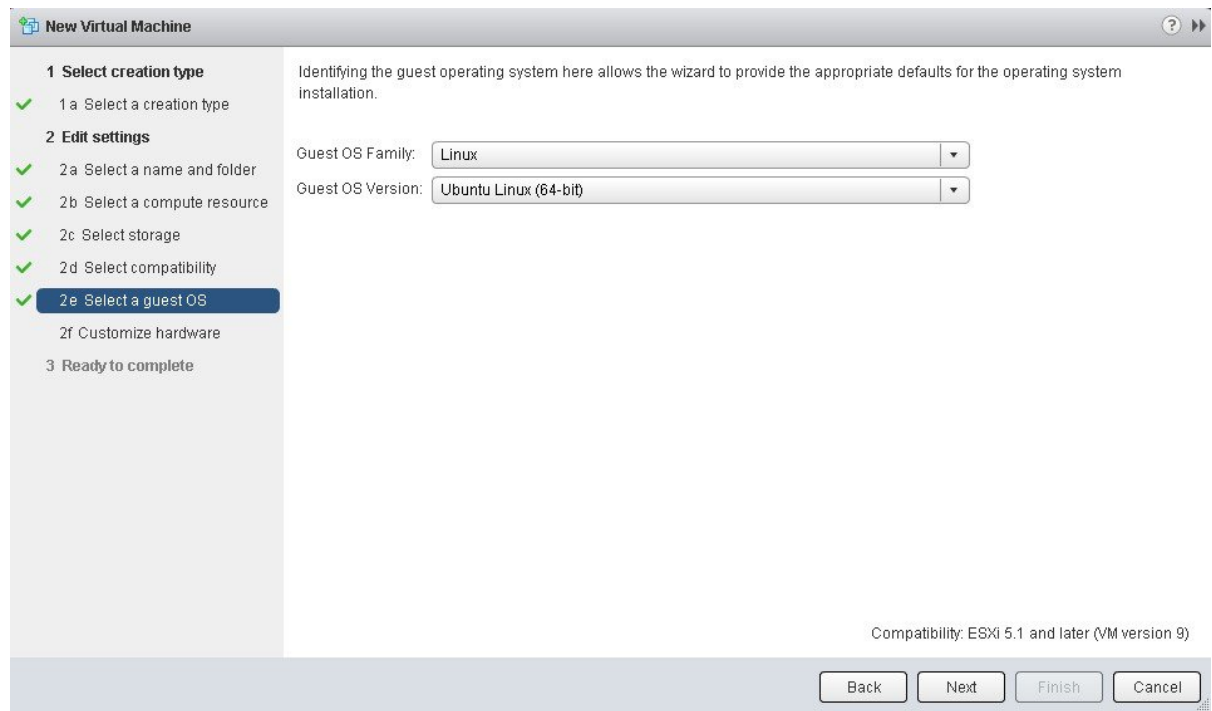 New Virtual Machine
?
1 Select creation type
1 a Select a creation type
2 Edit settings
2a Select a name and folder
2b Select a compute resource
2c Select storage
2d Select compatibility
2e Select a guest OS
2f Customize hardware
3 Ready to complete
Identifying the guest operating system here allows the wizard to provide the appropriate defaults for the operating system
installation.
Guest OS Family: Linux
Guest OS Version: Ubuntu Linux (64-bit)
Compatibility: ESXi 5.1 and later (VM version 9)
Back Next Finish Cancel